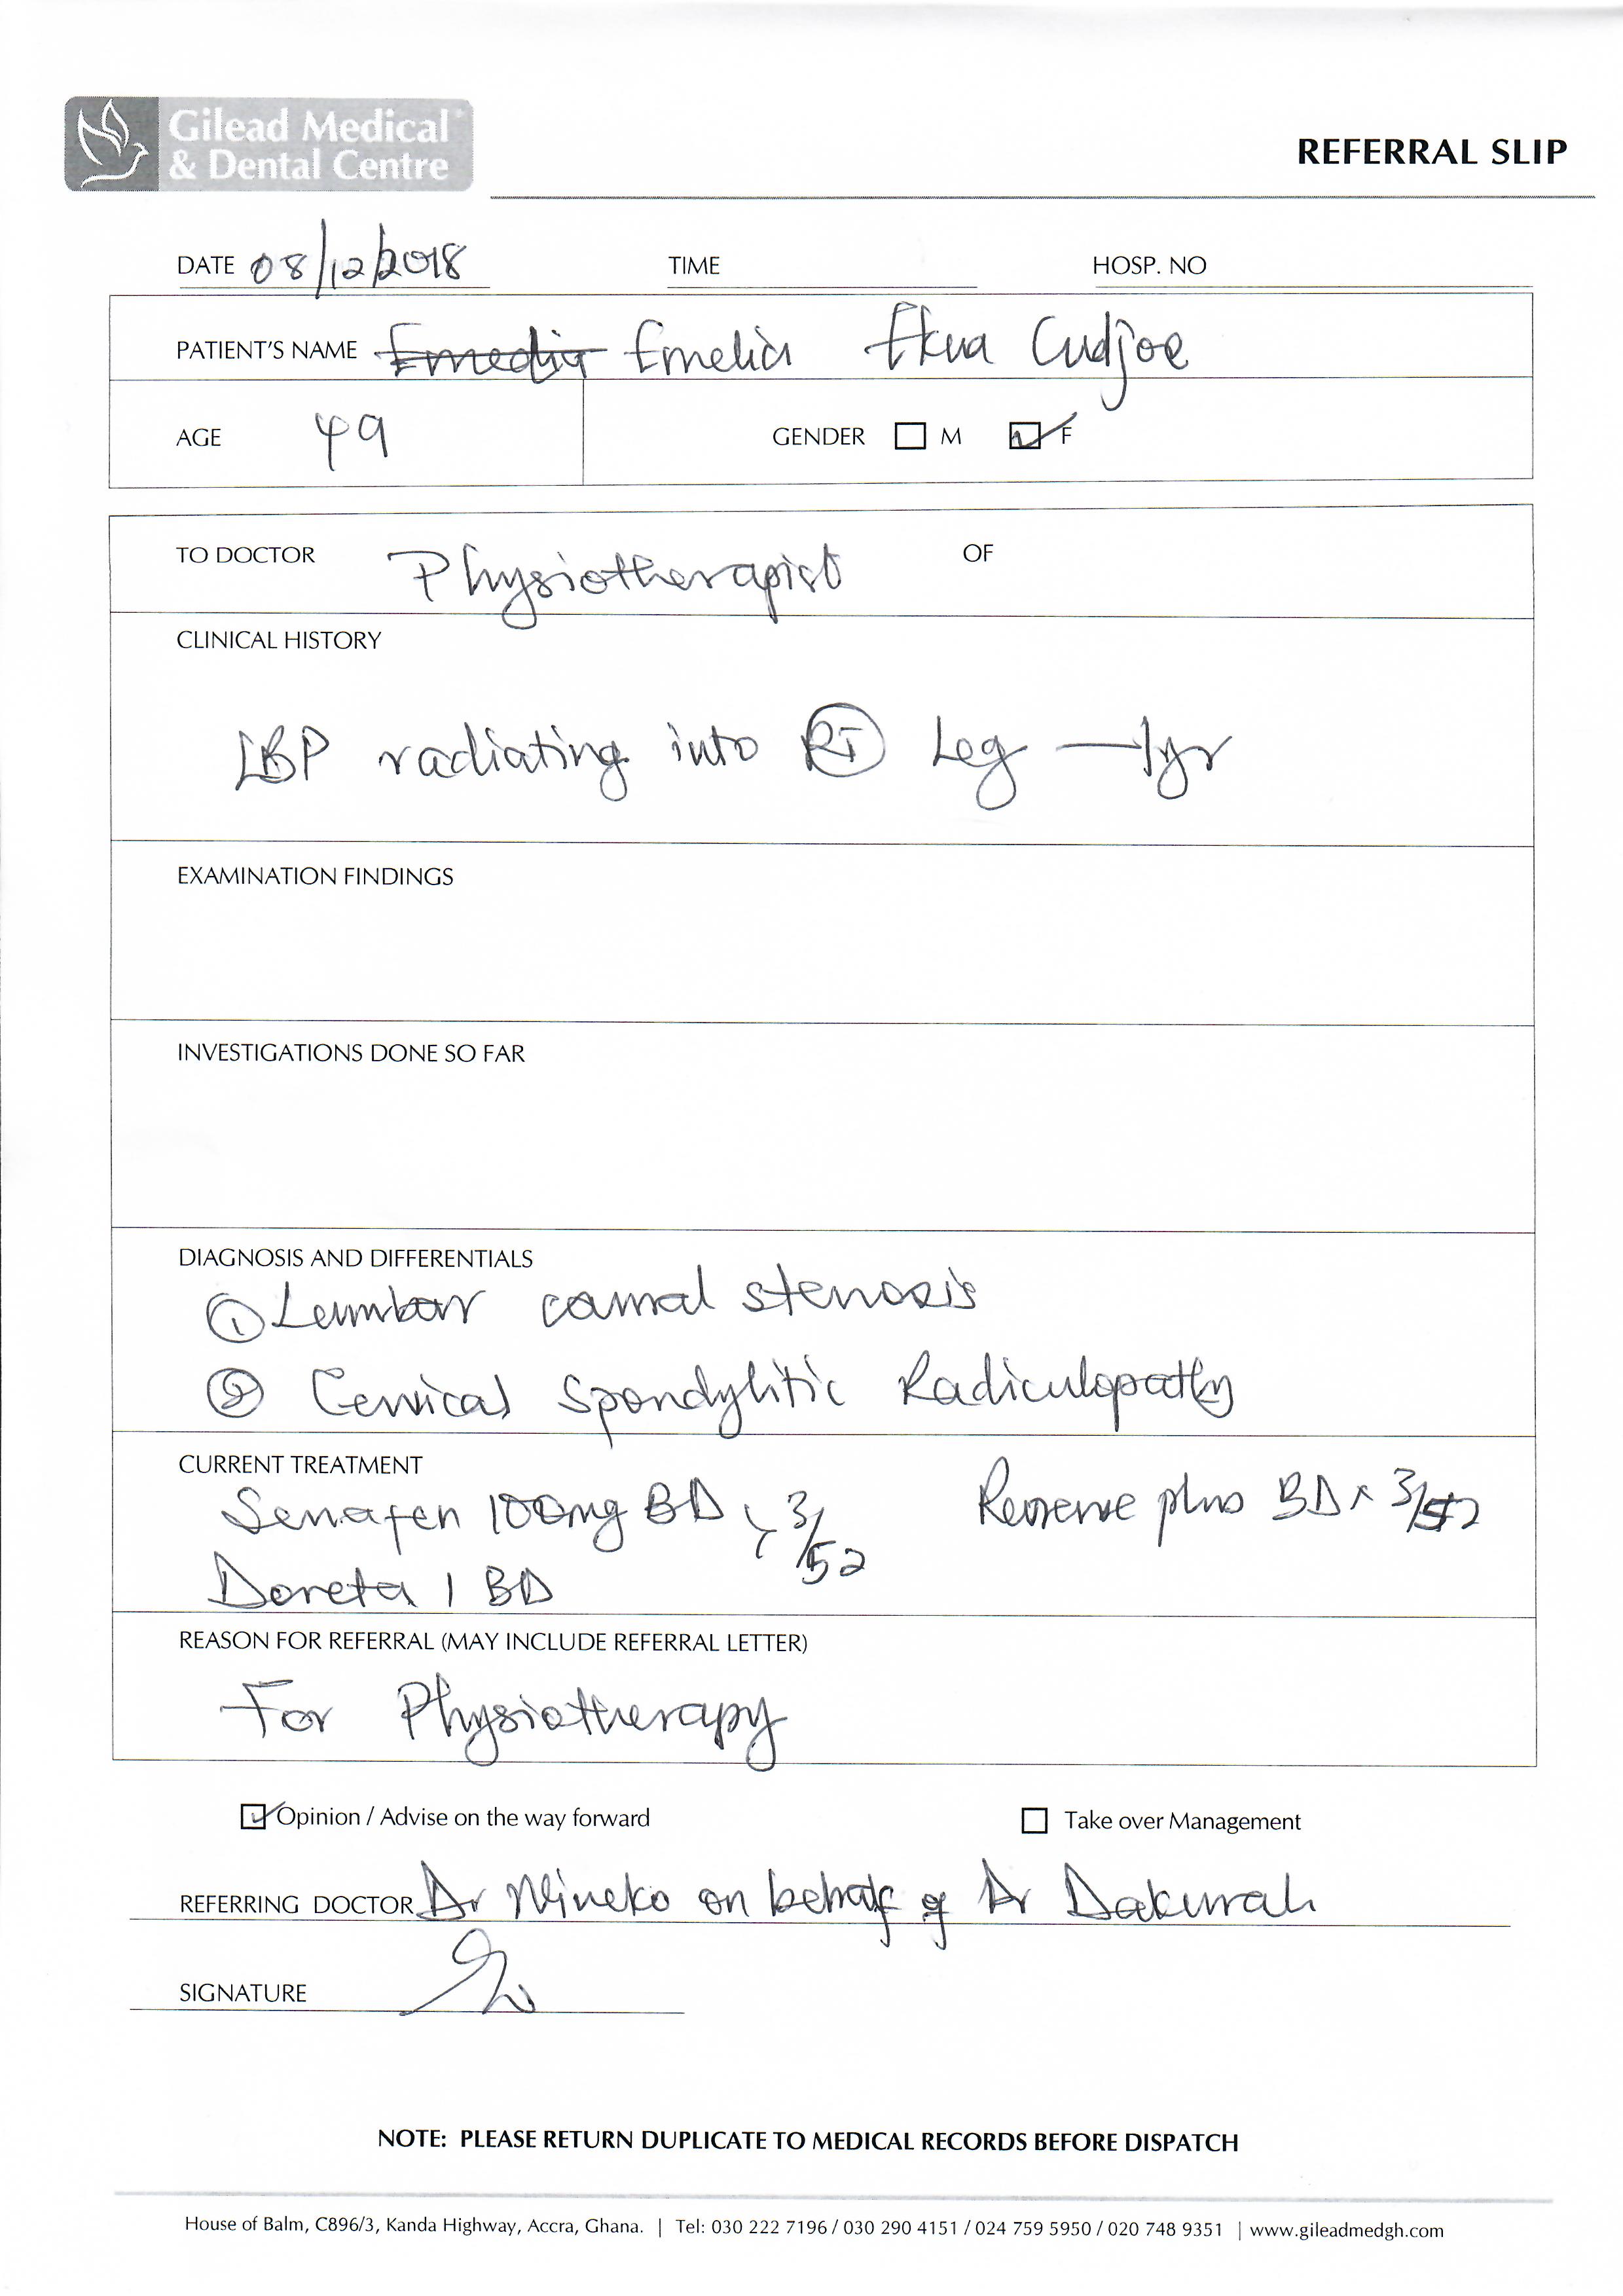 Gilead Medical
& Dental Centre
REFERRAL SLIP
DATE 08/12/2018 TIME HOSP. NO
PATIENT'S NAME Emedia Emelia Ekua Cudjoe
AGE 49 GENDER M F
TO DOCTOR Physiotherapist OF
CLINICAL HISTORY
LBP radiating into RT Leg — 1yr
EXAMINATION FINDINGS
INVESTIGATIONS DONE SO FAR
DIAGNOSIS AND DIFFERENTIALS
① Lumbar canal stenosis
② Cervical Spondylitic Radiculopathy
CURRENT TREATMENT
Senafen 100mg BD x 3/52 plus BD x 3/52
Doreta 1 BD
REASON FOR REFERRAL (MAY INCLUDE REFERRAL LETTER)
For Physiotherapy
Opinion / Advise on the way forward Take over Management
REFERRING DOCTOR Dr on behalf of Dr Dakurah
SIGNATURE
NOTE: PLEASE RETURN DUPLICATE TO MEDICAL RECORDS BEFORE DISPATCH
House of Balm, C896/3, Kanda Highway, Accra, Ghana. | Tel: 030 222 7196 / 030 290 4151 / 024 759 5950 / 020 748 9351 | www.gileadmedgh.com